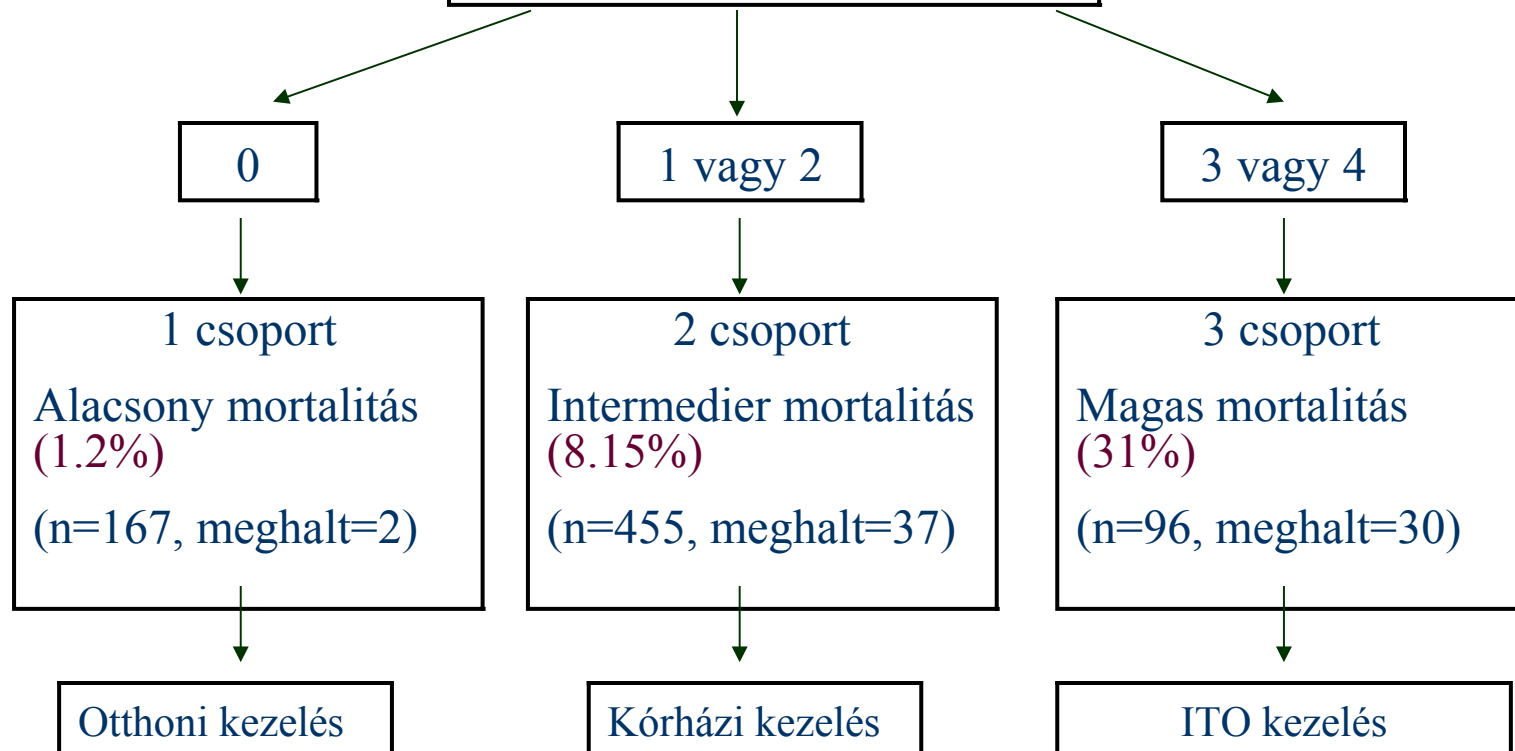 0
1 vagy 2
3 vagy 4
1 csoport
Alacsony mortalitás
(1.2%)
(n=167, meghalt=2)
2 csoport
Intermedier mortalitás
(8.15%)
(n=455, meghalt=37)
3 csoport
Magas mortalitás
(31%)
(n=96, meghalt=30)
Otthoni kezelés
Kórházi kezelés
ITO kezelés